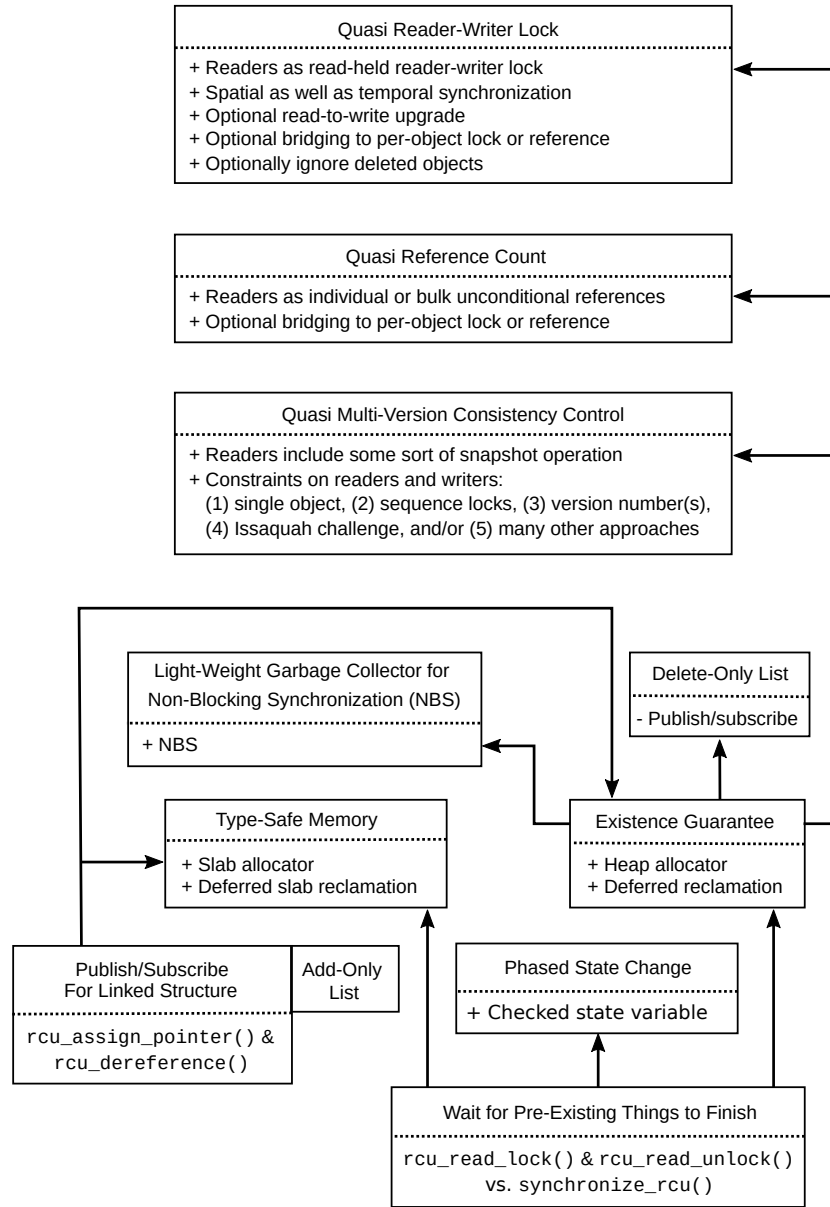 Quasi Reader-Writer Lock
+ Readers as read-held reader-writer lock
+ Spatial as well as temporal synchronization
+ Optional read-to-write upgrade
+ Optional bridging to per-object lock or reference
+ Optionally ignore deleted objects
Quasi Reference Count
+ Readers as individual or bulk unconditional references
+ Optional bridging to per-object lock or reference
Quasi Multi-Version Consistency Control
+ Readers include some sort of snapshot operation
+ Constraints on readers and writers:
(1) single object, (2) sequence locks, (3) version number(s),
(4) Issaquah challenge, and/or (5) many other approaches
Light-Weight Garbage Collector for
Non-Blocking Synchronization (NBS)
+ NBS
Delete-Only List
- Publish/subscribe
Type-Safe Memory
+ Slab allocator
+ Deferred slab reclamation
Existence Guarantee
+ Heap allocator
+ Deferred reclamation
Publish/Subscribe
For Linked Structure
rcu_assign_pointer() &
rcu_dereference()
Add-Only
List
Phased State Change
+ Checked state variable
Wait for Pre-Existing Things to Finish
rcu_read_lock() & rcu_read_unlock()
vs. synchronize_rcu()